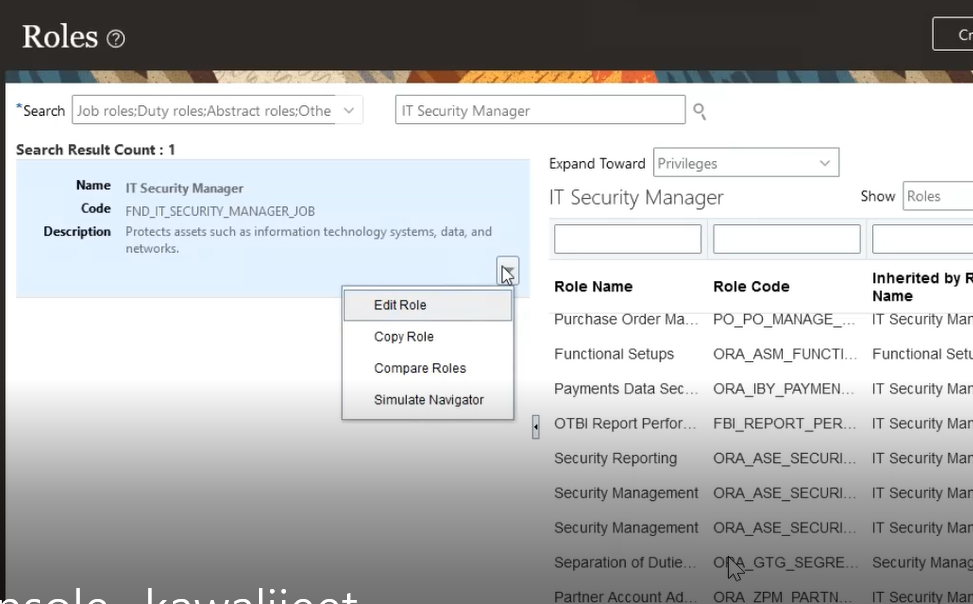 Roles
Cr
*Search Job roles;Duty roles;Abstract roles;Othe IT Security Manager
Search Result Count : 1
Name IT Security Manager
Code FND_IT_SECURITY_MANAGER_JOB
Description Protects assets such as information technology systems, data, and
networks.
Edit Role
Copy Role
Compare Roles
Simulate Navigator
Expand Toward Privileges
IT Security Manager Show Roles
Role Name Role Code Inherited by R
Name
Purchase Order Ma... PO_PO_MANAGE_... IT Security Man
Functional Setups ORA_ASM_FUNCTI... Functional Setu
Payments Data Sec... ORA_IBY_PAYMEN... IT Security Man
OTBI Report Perfor... FBI_REPORT_PER... IT Security Man
Security Reporting ORA_ASE_SECURI... IT Security Man
Security Management ORA_ASE_SECURI... IT Security Man
Security Management ORA_ASE_SECURI... IT Security Man
Separation of Dutie... ORA_GTG_SEGRE... Security Manag
Partner Account Ad... ORA_ZPM_PARTN... IT Security Man
nsole_kawaljeet